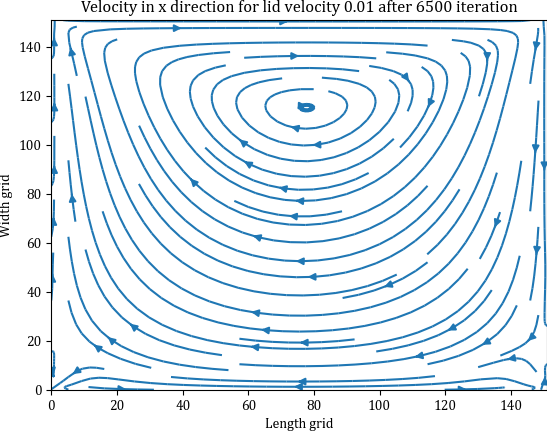 Velocity in x direction for lid velocity 0.01 after 6500 iteration
140
120
100
80
60
40
20
0
Width grid
0 20 40 60 80 100 120 140
Length grid